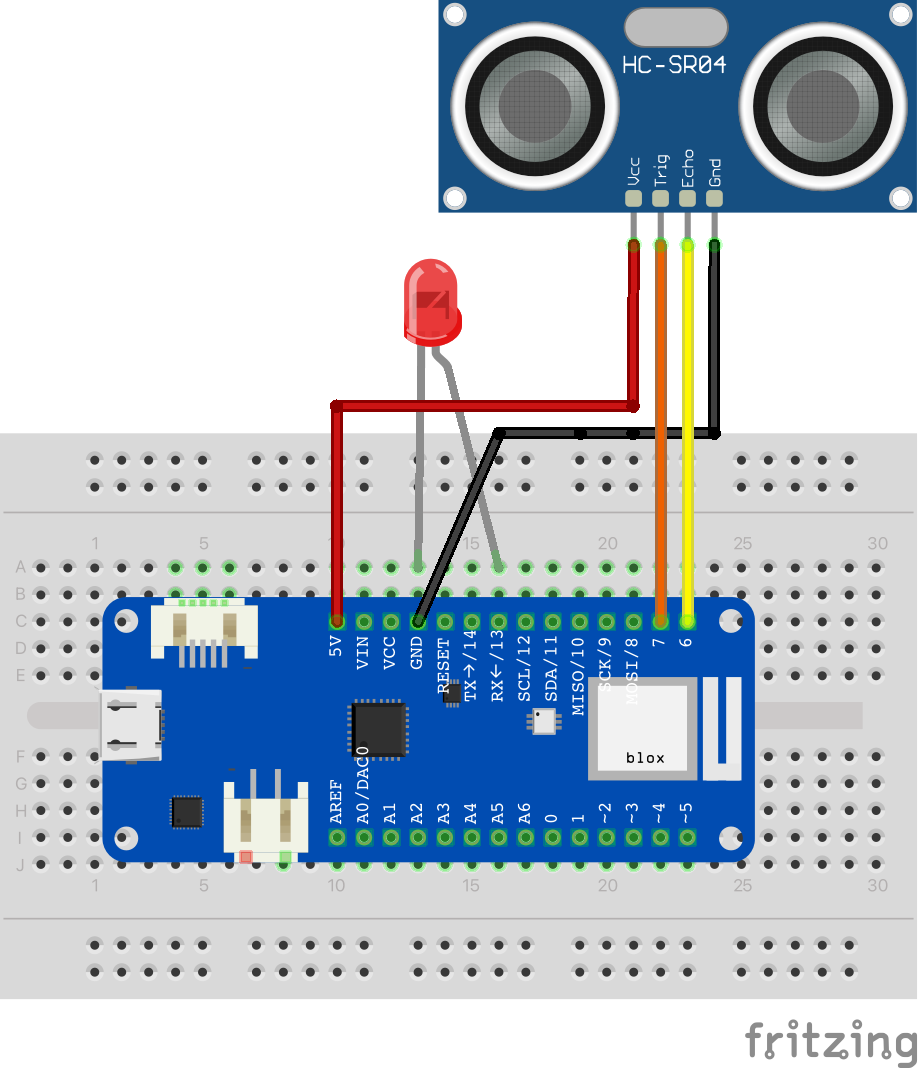 HC-SR04
Vcc
Trig
Echo
Gnd
1 5 15 20 25 30
A
B
C
D
E
5V
VIN
VCC
GND
RESET
TX→/14
RX←/13
SCL/12
SDA/11
MISO/10
SCK/9
MOSI/8
7
6
blox
F
G
H
I
J
AREF
A0/DAC0
A1
A2
A3
A4
A5
A6
0
1
~2
~3
~4
~5
1 5 10 15 20 25 30
fritzing